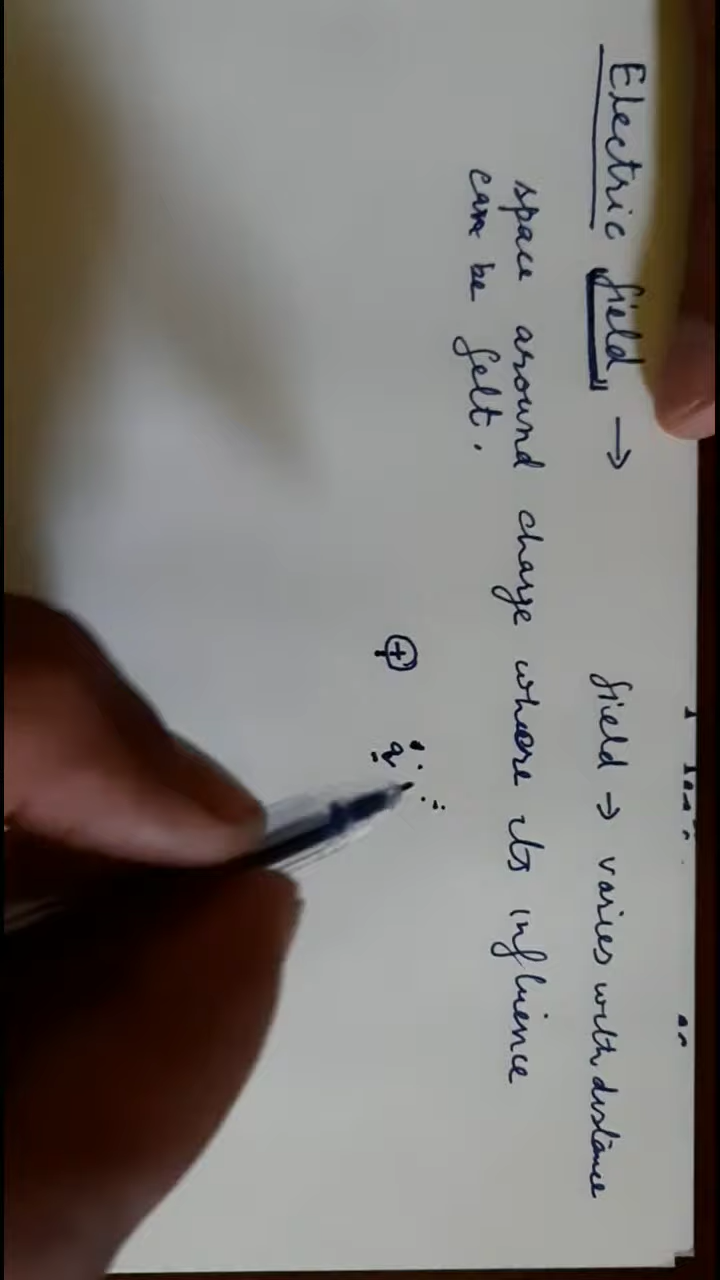 Electric field → field → varies with distance
space around charge where its influence
can be felt.
+ q